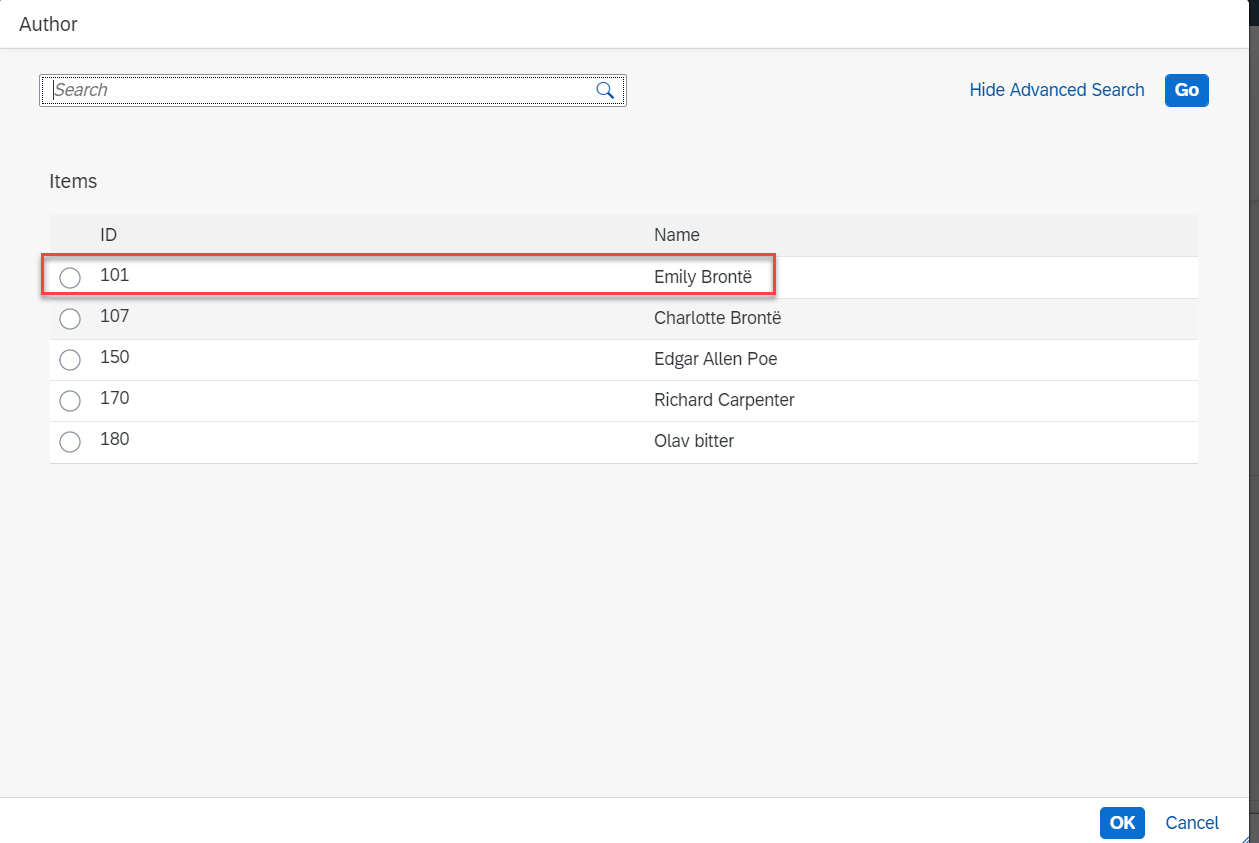 Author
Search Hide Advanced Search Go
Items
ID Name
101 Emily Brontë
107 Charlotte Brontë
150 Edgar Allen Poe
170 Richard Carpenter
180 Olav bitter
OK Cancel